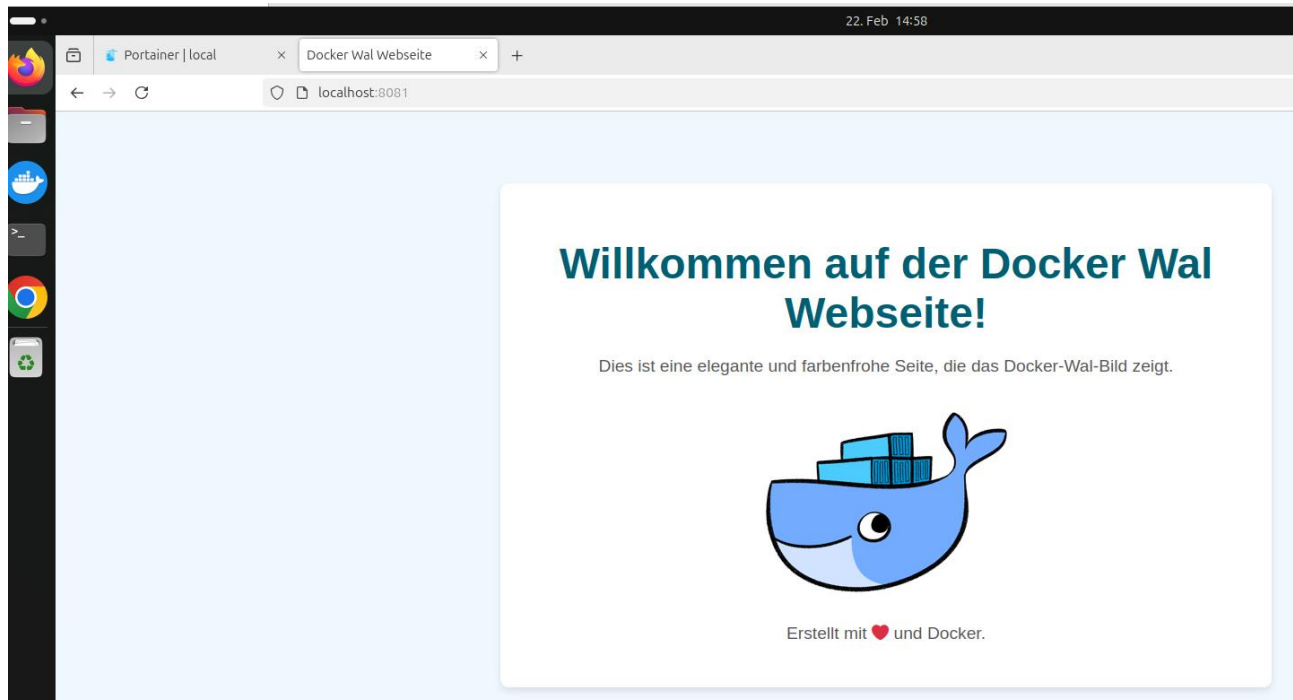 22. Feb 14:58
Portainer | local
Docker Wal Webseite
localhost:8081
>_
Willkommen auf der Docker Wal
Webseite!
Dies ist eine elegante und farbenfrohe Seite, die das Docker-Wal-Bild zeigt.
Erstellt mit ❤ und Docker.